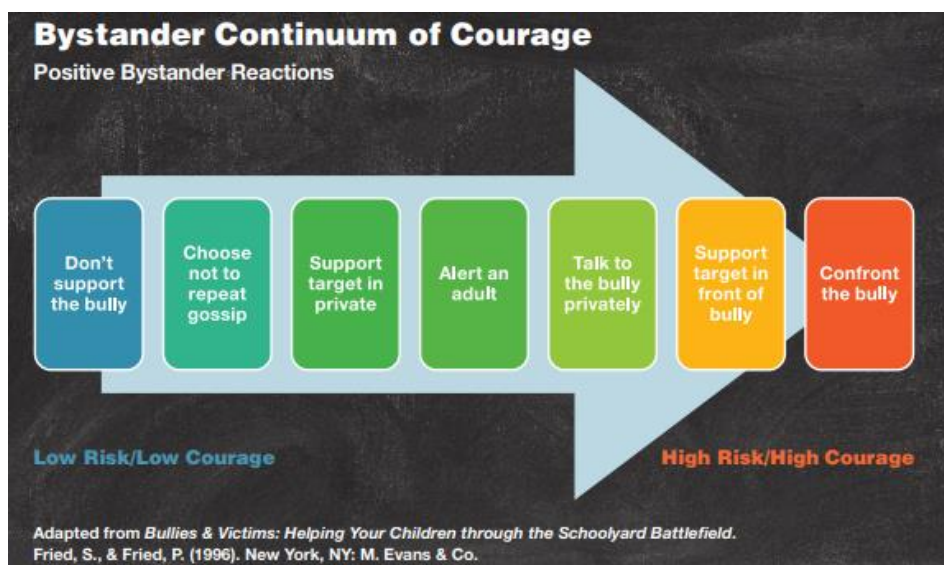 Bystander Continuum of Courage
Positive Bystander Reactions
Don't
support
the bully
Choose
not to
repeat
gossip
Support
target in
private
Alert an
adult
Talk to
the bully
privately
Support
target in
front of
bully
Confront
the bully
Low Risk/Low Courage
High Risk/High Courage
Adapted from Bullies & Victims: Helping Your Children through the Schoolyard Battlefield.
Fried, S., & Fried, P. (1996). New York, NY: M. Evans & Co.